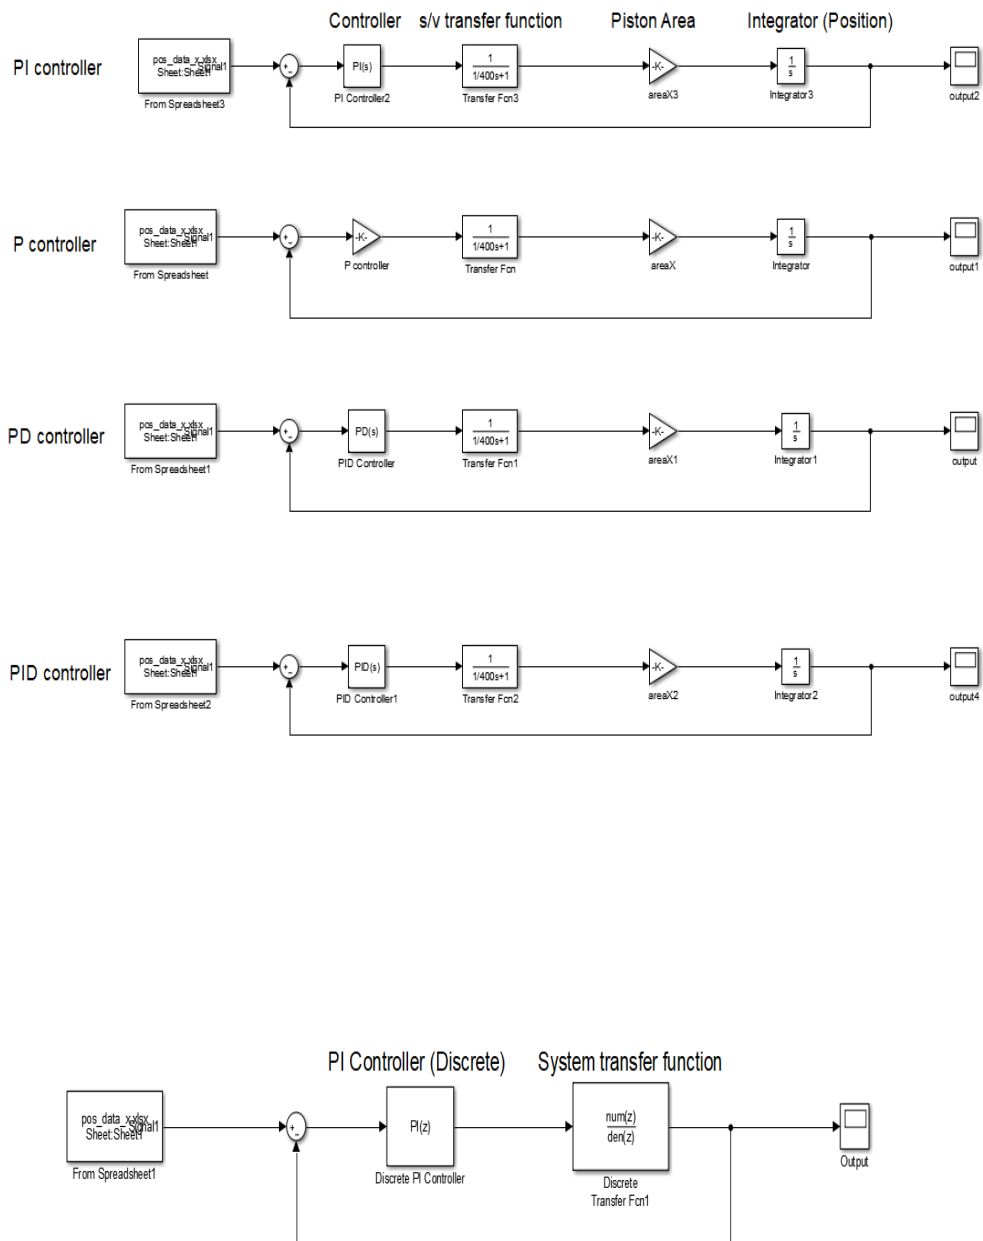 Controller s/v transfer function Piston Area Integrator (Position)
PI controller
pos_data_x.xlsx
Sheet:Sheet1
Signal1
From Spreadsheet3
+
-
PI(s)
PI Controller2
1
1/400s+1
Transfer Fcn3
-K-
areaX3
1
s
Integrator3
output2
P controller
pos_data_x.xlsx
Sheet:Sheet1
Signal1
From Spreadsheet
+
-
-K-
P controller
1
1/400s+1
Transfer Fcn
-K-
areaX
1
s
Integrator
output1
PD controller
pos_data_x.xlsx
Sheet:Sheet1
Signal1
From Spreadsheet1
+
-
PD(s)
PID Controller
1
1/400s+1
Transfer Fcn1
-K-
areaX1
1
s
Integrator1
output
PID controller
pos_data_x.xlsx
Sheet:Sheet1
Signal1
From Spreadsheet2
+
-
PID(s)
PID Controller1
1
1/400s+1
Transfer Fcn2
-K-
areaX2
1
s
Integrator2
output4
PI Controller (Discrete) System transfer function
pos_data_x.xlsx
Sheet:Sheet1
Signal1
From Spreadsheet1
+
-
PI(z)
Discrete PI Controller
num(z)
den(z)
Discrete
Transfer Fcn1
Output